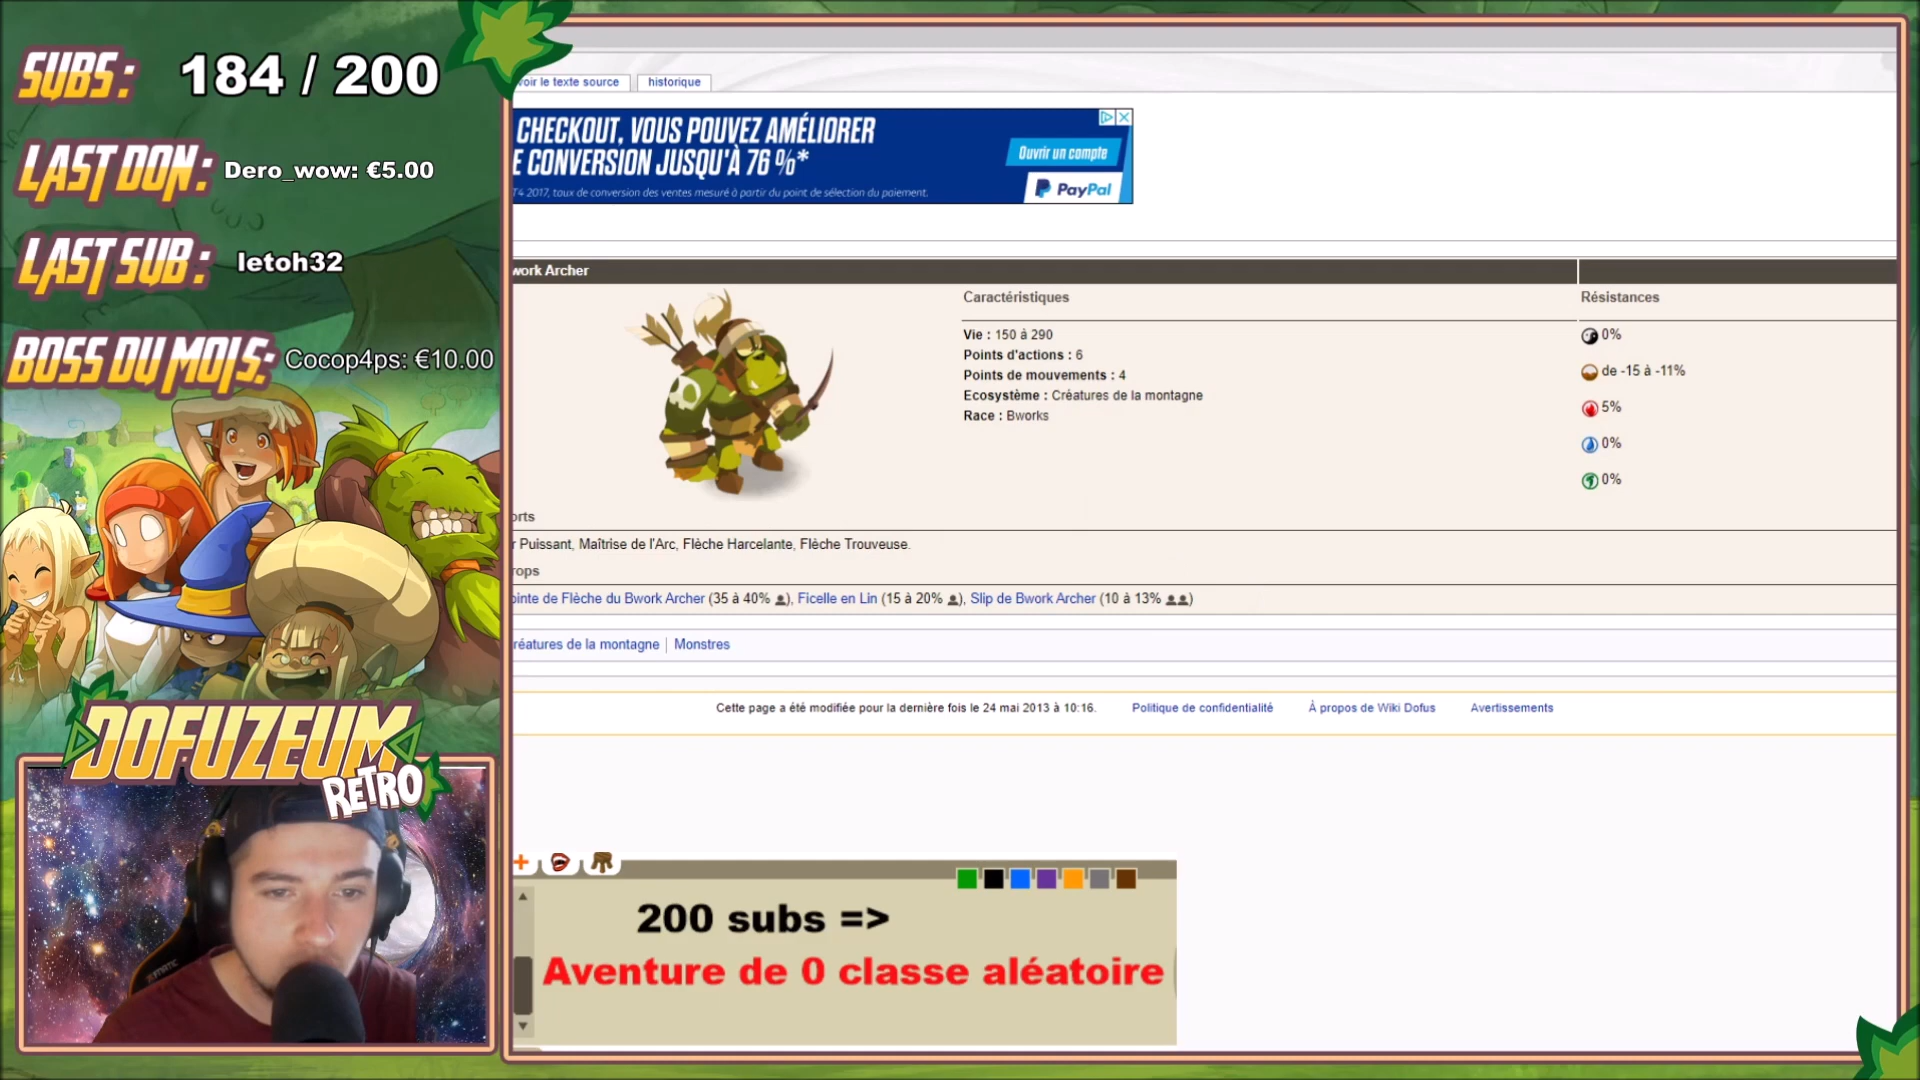 SUBS: 184 / 200
LAST DON: Dero_wow: €5.00
LAST SUB: letoh32
BOSS DU MOIS: Cocop4ps: €10.00
DOFUZEUM
RETRO
voir le texte source historique
CHECKOUT, VOUS POUVEZ AMÉLIORER
E CONVERSION JUSQU'À 76 %*
T4 2017, taux de conversion des ventes mesuré à partir du point de sélection du paiement.
Ouvrir un compte
PayPal
work Archer
Caractéristiques
Résistances
Vie : 150 à 290
Points d'actions : 6
Points de mouvements : 4
Ecosystème : Créatures de la montagne
Race : Bworks
0%
de -15 à -11%
5%
0%
0%
orts
r Puissant, Maîtrise de l'Arc, Flèche Harcelante, Flèche Trouveuse.
rops
ointe de Flèche du Bwork Archer (35 à 40% ), Ficelle en Lin (15 à 20% ), Slip de Bwork Archer (10 à 13% )
réatures de la montagne | Monstres
Cette page a été modifiée pour la dernière fois le 24 mai 2013 à 10:16. Politique de confidentialité À propos de Wiki Dofus Avertissements
200 subs =>
Aventure de 0 classe aléatoire